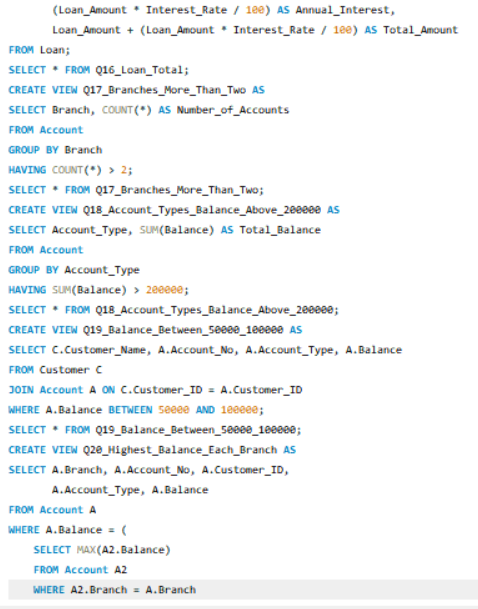 (Loan_Amount * Interest_Rate / 100) AS Annual_Interest,
Loan_Amount + (Loan_Amount * Interest_Rate / 100) AS Total_Amount
FROM Loan;
SELECT * FROM Q16_Loan_Total;
CREATE VIEW Q17_Branches_More_Than_Two AS
SELECT Branch, COUNT(*) AS Number_of_Accounts
FROM Account
GROUP BY Branch
HAVING COUNT(*) > 2;
SELECT * FROM Q17_Branches_More_Than_Two;
CREATE VIEW Q18_Account_Types_Balance_Above_200000 AS
SELECT Account_Type, SUM(Balance) AS Total_Balance
FROM Account
GROUP BY Account_Type
HAVING SUM(Balance) > 200000;
SELECT * FROM Q18_Account_Types_Balance_Above_200000;
CREATE VIEW Q19_Balance_Between_50000_100000 AS
SELECT C.Customer_Name, A.Account_No, A.Account_Type, A.Balance
FROM Customer C
JOIN Account A ON C.Customer_ID = A.Customer_ID
WHERE A.Balance BETWEEN 50000 AND 100000;
SELECT * FROM Q19_Balance_Between_50000_100000;
CREATE VIEW Q20_Highest_Balance_Each_Branch AS
SELECT A.Branch, A.Account_No, A.Customer_ID,
A.Account_Type, A.Balance
FROM Account A
WHERE A.Balance = (
SELECT MAX(A2.Balance)
FROM Account A2
WHERE A2.Branch = A.Branch